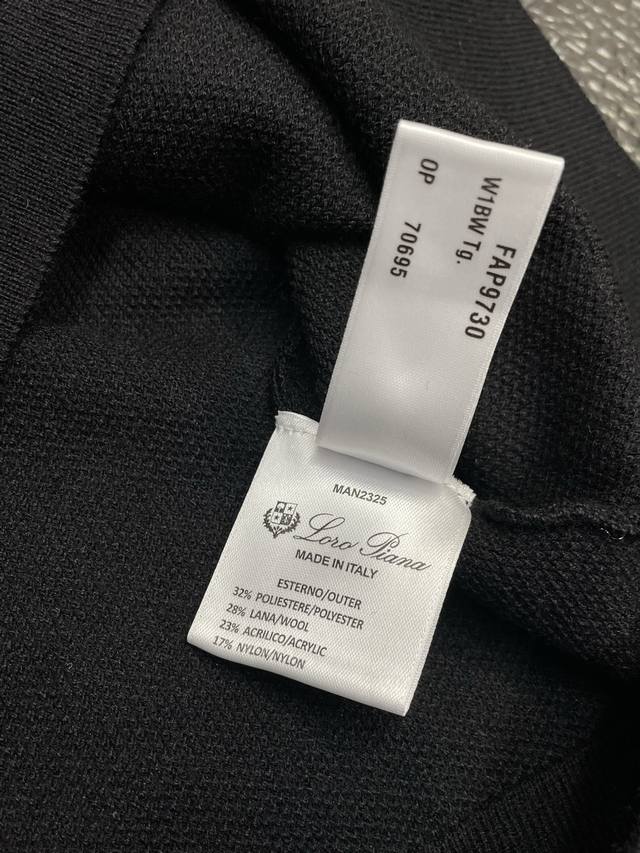 FAP9730
W1BW Tg.
OP 70695
MAN2325
Loro Piana
MADE IN ITALY
ESTERNO/OUTER
32% POLIESTERE/POLYESTER
28% LANA/WOOL
23% ACRILICO/ACRYLIC
17% NYLON/NYLON